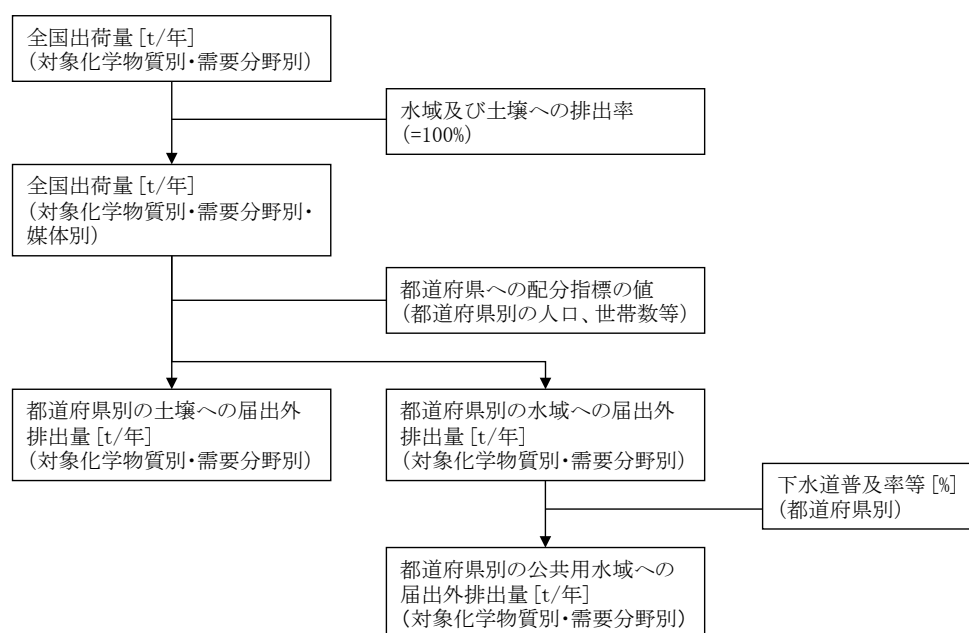 全国出荷量[t/年]
(対象化学物質別・需要分野別)
水域及び土壌への排出率
(=100%)
全国出荷量[t/年]
(対象化学物質別・需要分野別・
媒体別)
都道府県への配分指標の値
(都道府県別の人口、世帯数等)
都道府県別の土壌への届出外
排出量[t/年]
(対象化学物質別・需要分野別)
都道府県別の水域への届出外
排出量[t/年]
(対象化学物質別・需要分野別)
下水道普及率等[%]
(都道府県別)
都道府県別の公共用水域への
届出外排出量[t/年]
(対象化学物質別・需要分野別)